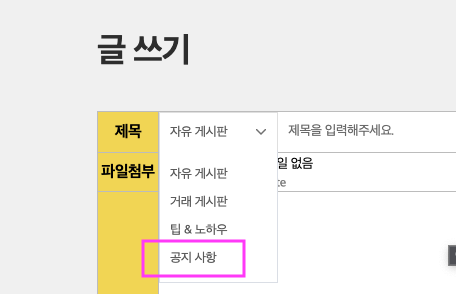 글 쓰기
제목 자유 게시판 제목을 입력해주세요.
파일첨부 일 없음
자유 게시판
거래 게시판
팁 & 노하우
공지 사항